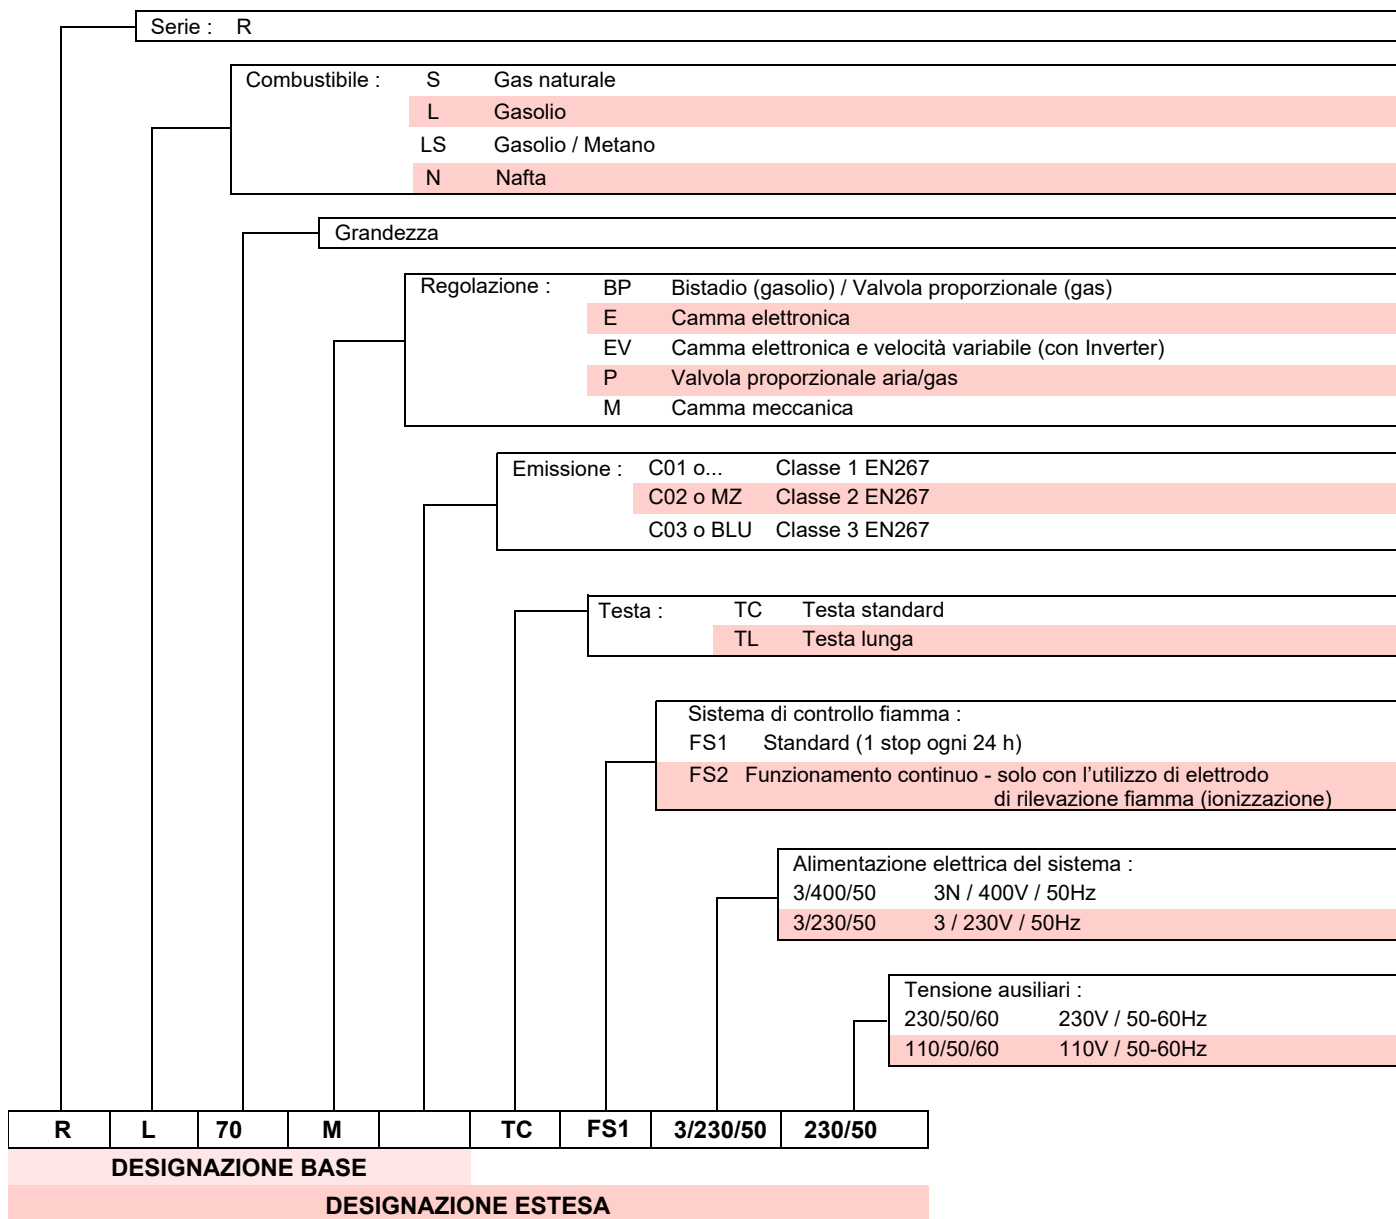 Serie : R
Combustibile : S Gas naturale
L Gasolio
LS Gasolio / Metano
N Nafta
Grandezza
Regolazione : BP Bistadio (gasolio) / Valvola proporzionale (gas)
E Camma elettronica
EV Camma elettronica e velocità variabile (con Inverter)
P Valvola proporzionale aria/gas
M Camma meccanica
Emissione : C01 o... Classe 1 EN267
C02 o MZ Classe 2 EN267
C03 o BLU Classe 3 EN267
Testa : TC Testa standard
TL Testa lunga
Sistema di controllo fiamma :
FS1 Standard (1 stop ogni 24 h)
FS2 Funzionamento continuo - solo con l’utilizzo di elettrodo
di rilevazione fiamma (ionizzazione)
Alimentazione elettrica del sistema :
3/400/50 3N / 400V / 50Hz
3/230/50 3 / 230V / 50Hz
Tensione ausiliari :
230/50/60 230V / 50-60Hz
110/50/60 110V / 50-60Hz
R L 70 M TC FS1 3/230/50 230/50
DESIGNAZIONE BASE
DESIGNAZIONE ESTESA